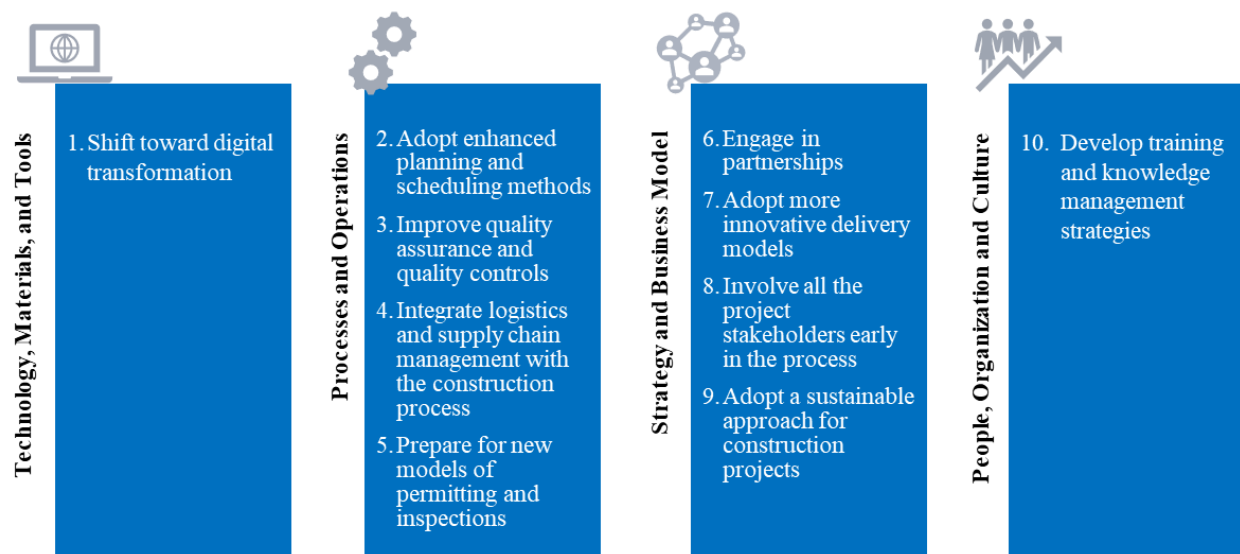 Technology, Materials, and Tools
1. Shift toward digital
transformation
Processes and Operations
2. Adopt enhanced
planning and
scheduling methods
3. Improve quality
assurance and
quality controls
4. Integrate logistics
and supply chain
management with
the construction
process
5. Prepare for new
models of
permitting and
inspections
Strategy and Business Model
6. Engage in
partnerships
7. Adopt more
innovative delivery
models
8. Involve all the
project
stakeholders early
in the process
9. Adopt a sustainable
approach for
construction
projects
People, Organization and Culture
10. Develop training
and knowledge
management
strategies